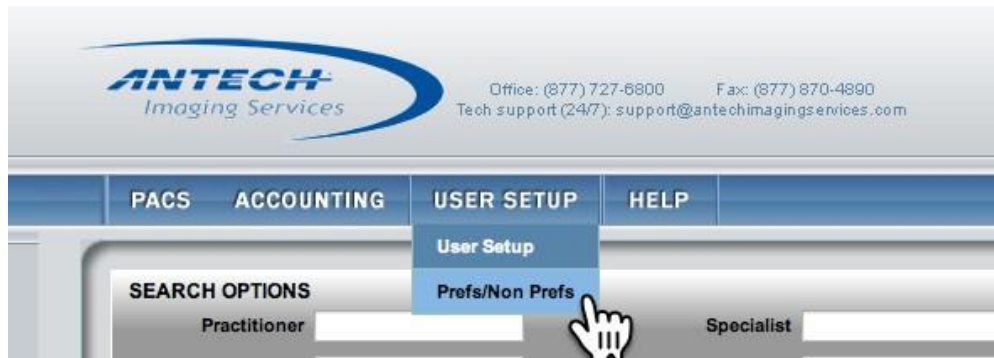 ANTECH
Imaging Services
Office: (877) 727-6800 Fax: (877) 870-4890
Tech support (24/7): support@antechimagingservices.com
PACS ACCOUNTING USER SETUP HELP
User Setup
Prefs/Non Prefs
SEARCH OPTIONS
Practitioner Specialist